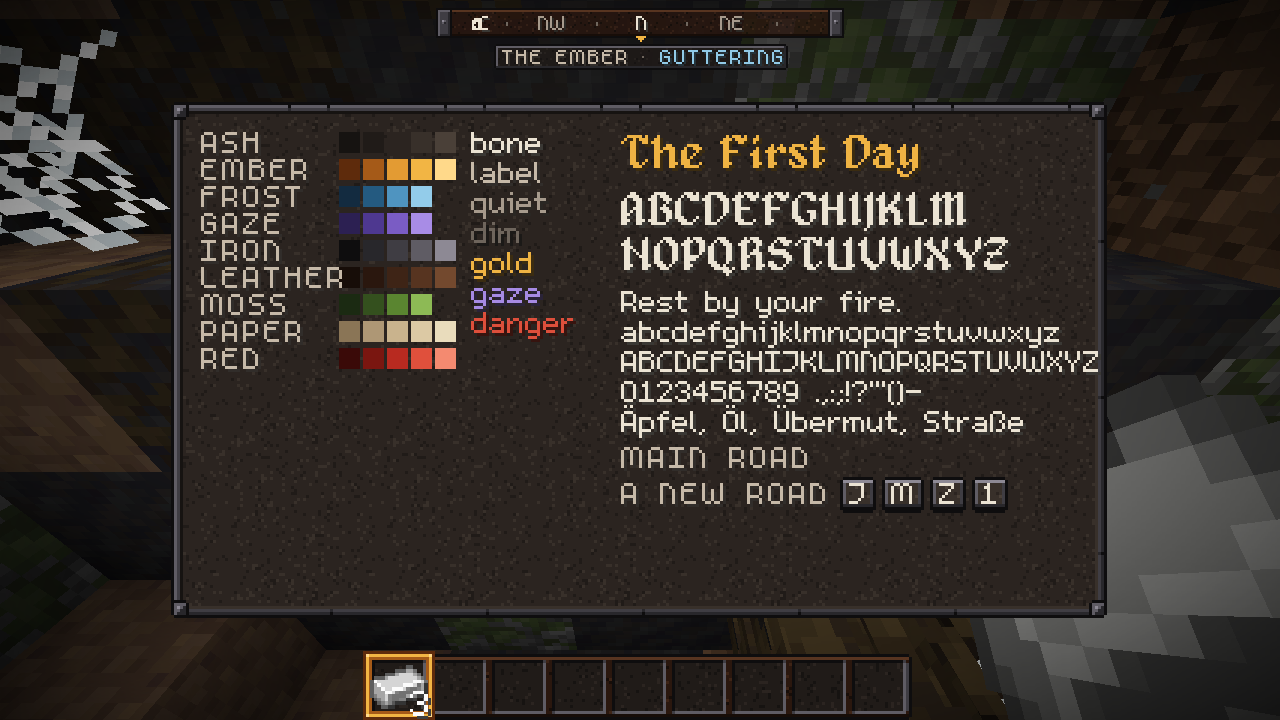 NW · N · NE
THE EMBER · GUTTERING
ASH
EMBER
FROST
GAZE
IRON
LEATHER
MOSS
PAPER
RED
bone
label
quiet
dim
gold
gaze
danger
The First Day
ABCDEFGHIJKLM
NOPQRSTUVWXYZ
Rest by your fire.
abcdefghijklmnopqrstuvwxyz
ABCDEFGHIJKLMNOPQRSTUVWXYZ
0123456789 .,:;!?'"()–
Äpfel, Öl, Übermut, Straße
MAIN ROAD
A NEW ROAD J M Z 1